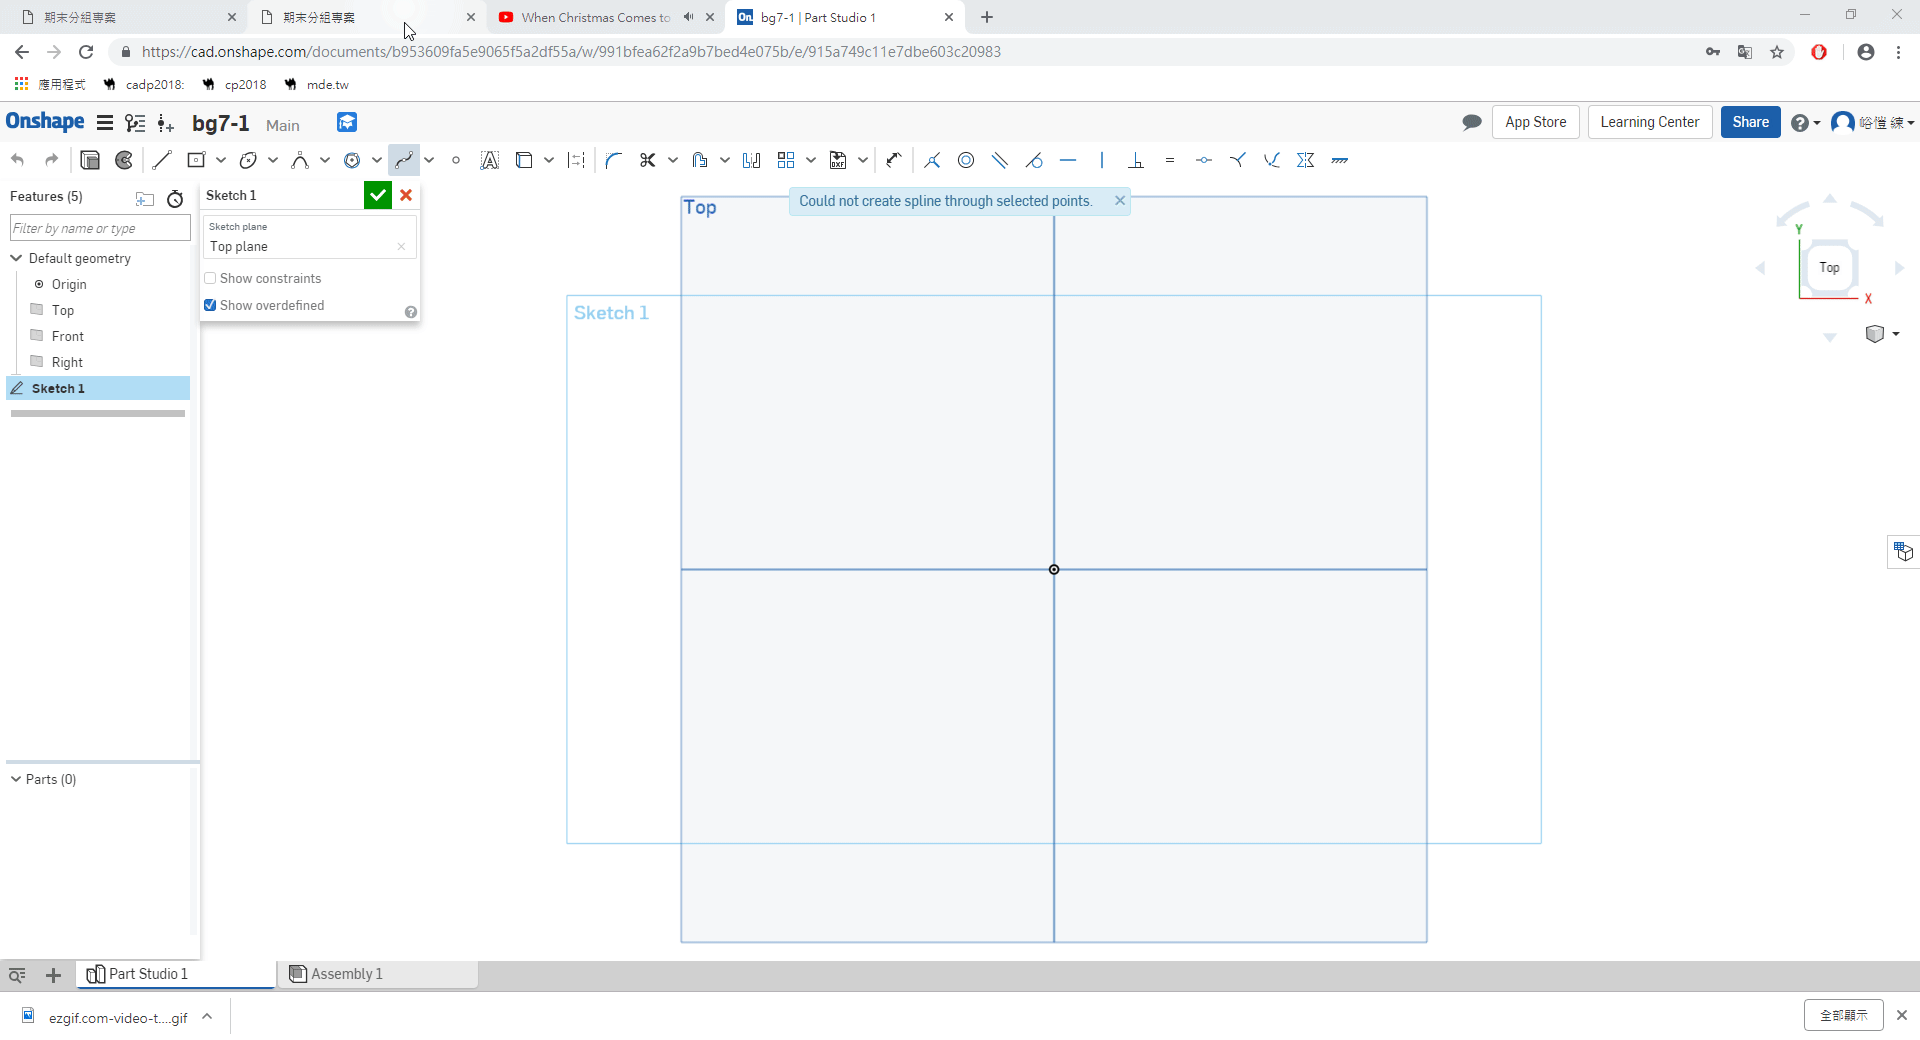 期末分組專案
期末分組專案
When Christmas Comes to
bg7-1 | Part Studio 1
https://cad.onshape.com/documents/b953609fa5e9065f5a2df55a/w/991bfea62f2a9b7bed4e075b/e/915a749c11e7dbe603c20983
應用程式
cadp2018:
cp2018
mde.tw
Onshape
bg7-1
Main
App Store
Learning Center
Share
峪愷 練
Features (5)
Filter by name or type
Default geometry
Origin
Top
Front
Right
Sketch 1
Sketch 1
Sketch plane
Top plane
Show constraints
Show overdefined
Could not create spline through selected points.
Top
Sketch 1
Y
Top
X
Parts (0)
Part Studio 1
Assembly 1
ezgif.com-video-t....gif
全部顯示